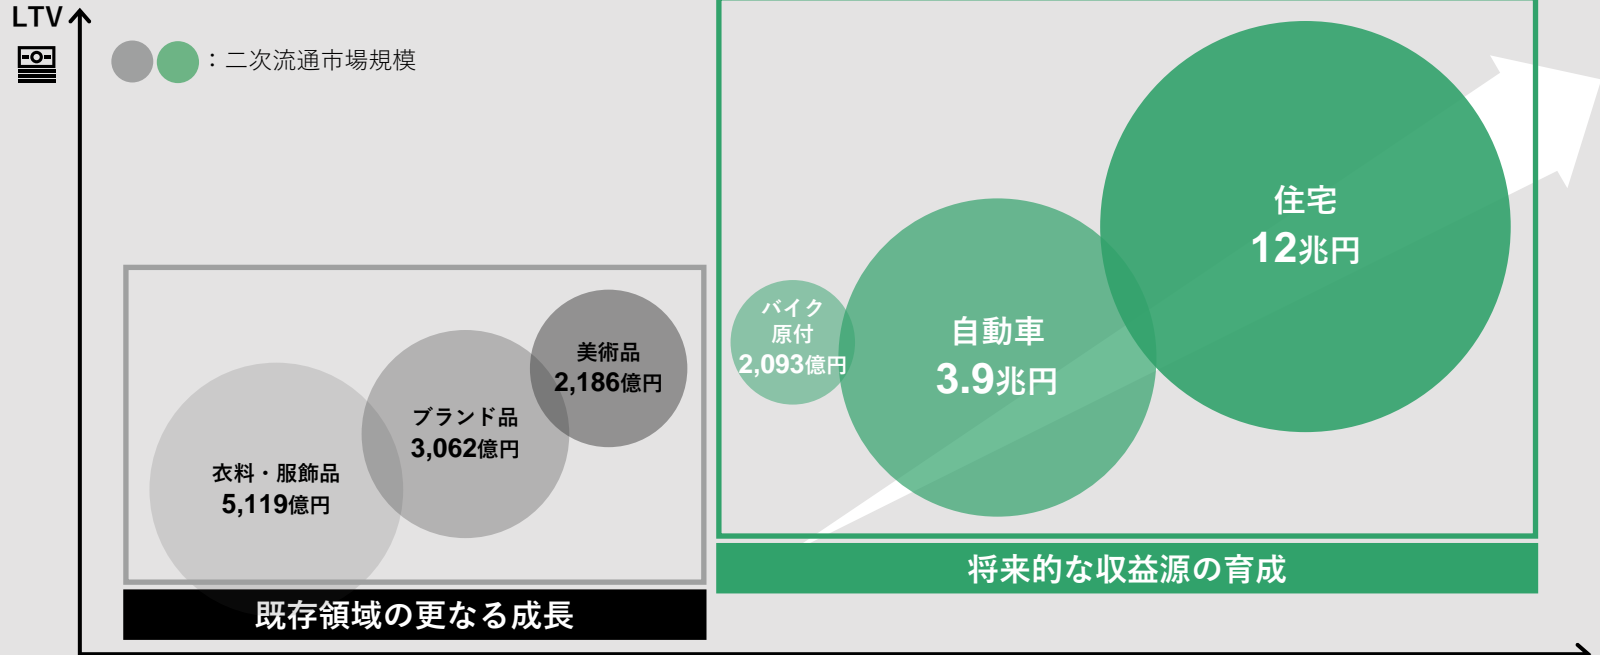 LTV
：二次流通市場規模
衣料・服飾品
5,119億円
ブランド品
3,062億円
美術品
2,186億円
既存領域の更なる成長
バイク
原付
2,093億円
自動車
3.9兆円
住宅
12兆円
将来的な収益源の育成